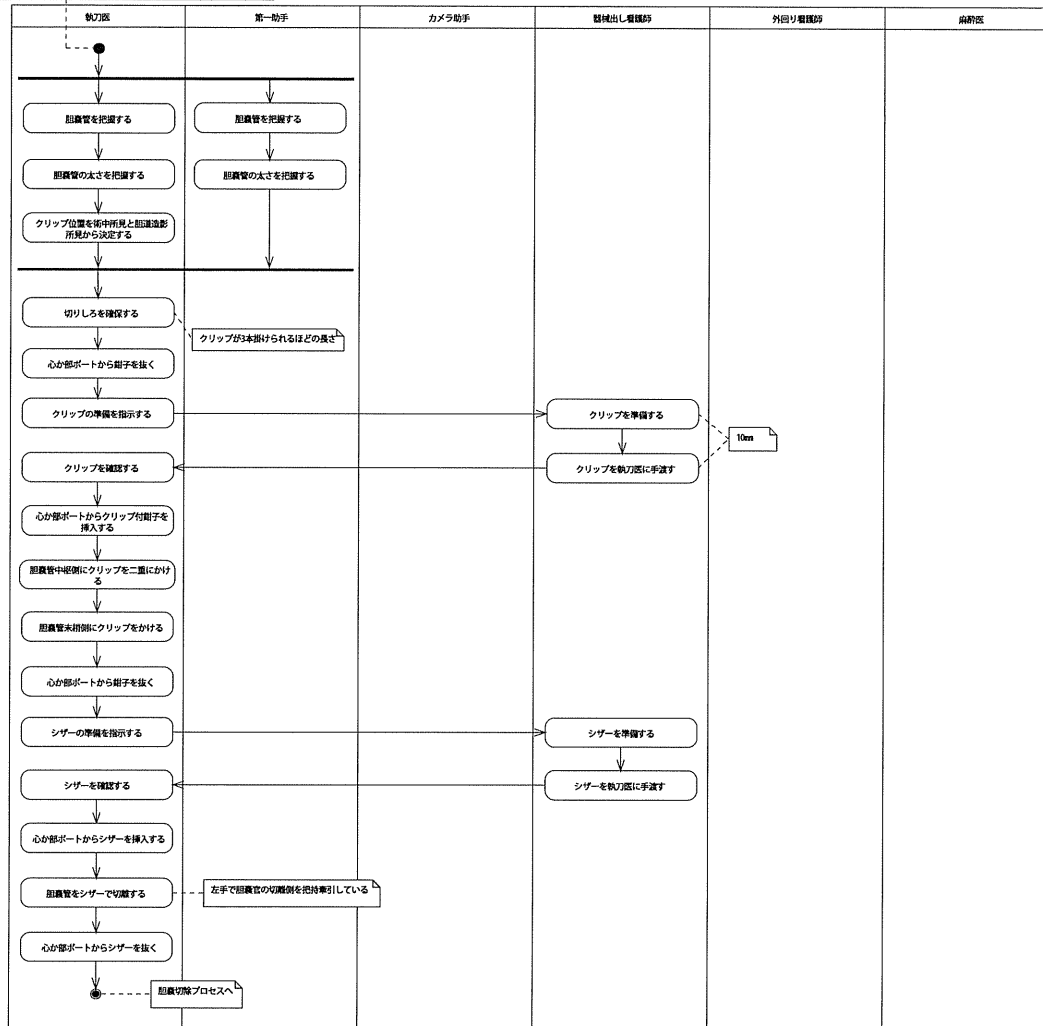 執刀医
第一助手
カメラ助手
器械出し看護師
外回り看護師
麻酔医
胆嚢管を把握する
胆嚢管を把握する
胆嚢管の太さを把握する
胆嚢管の太さを把握する
クリップ位置を術中所見と胆道造影
所見から決定する
切りしろを確保する
クリップが3本掛けられるほどの長さ
心か部ポートから鉗子を抜く
クリップの準備を指示する
クリップを準備する
10mm
クリップを確認する
クリップを執刀医に手渡す
心か部ポートからクリップ付鉗子を
挿入する
胆嚢管中枢側にクリップを二重にかけ
る
胆嚢管末梢側にクリップをかける
心か部ポートから鉗子を抜く
シザーの準備を指示する
シザーを準備する
シザーを確認する
シザーを執刀医に手渡す
心か部ポートからシザーを挿入する
胆嚢管をシザーで切離する
左手で胆嚢官の切離側を把持牽引している
心か部ポートからシザーを抜く
胆嚢切除プロセスへ